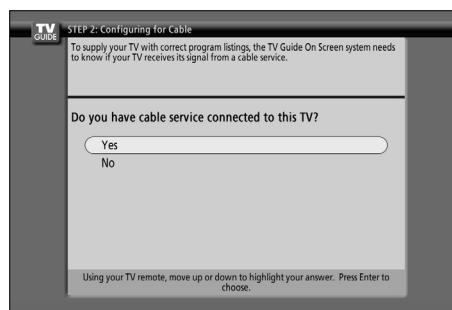 TV
GUIDE
STEP 2: Configuring for Cable
To supply your TV with correct program listings, the TV Guide On Screen system needs
to know if your TV receives its signal from a cable service.
Do you have cable service connected to this TV?
Yes
No
Using your TV remote, move up or down to highlight your answer. Press Enter to
choose.